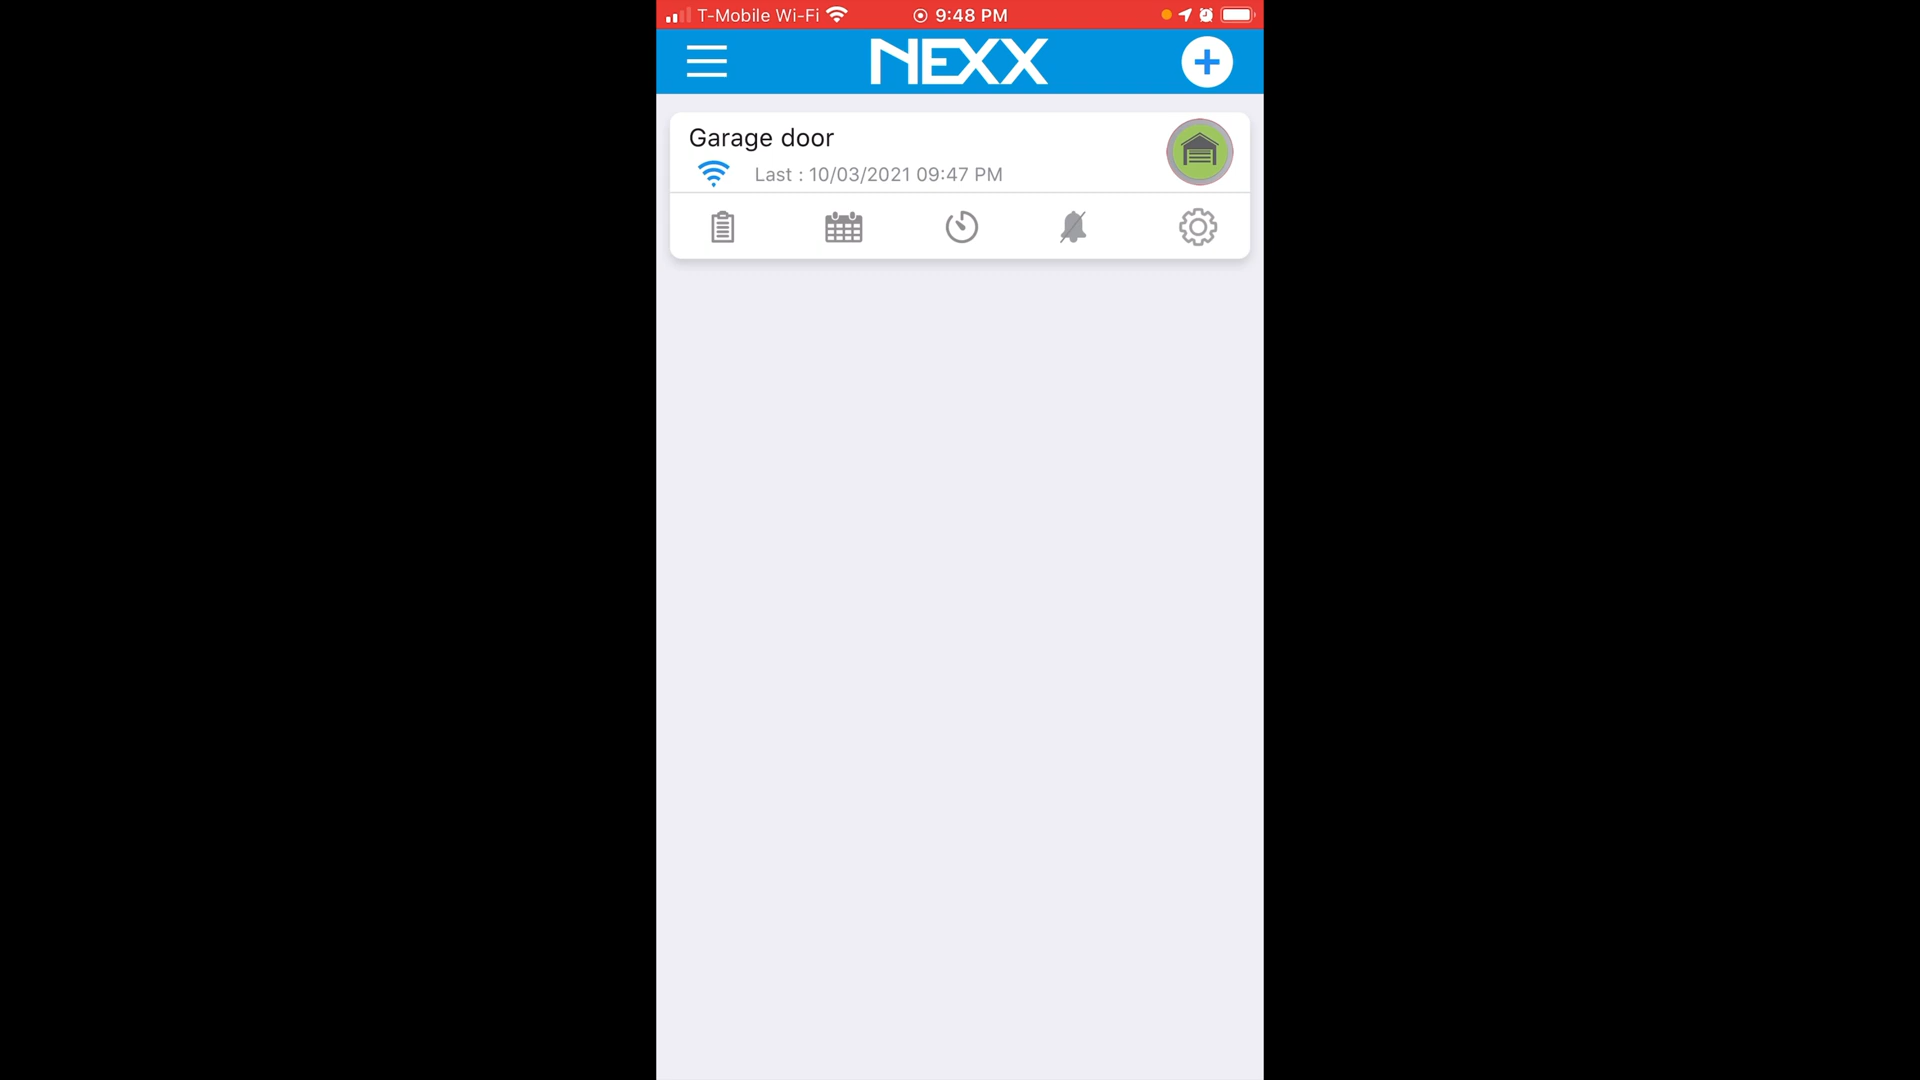 T-Mobile Wi-Fi 9:48 PM
NEXX
Garage door
Last : 10/03/2021 09:47 PM